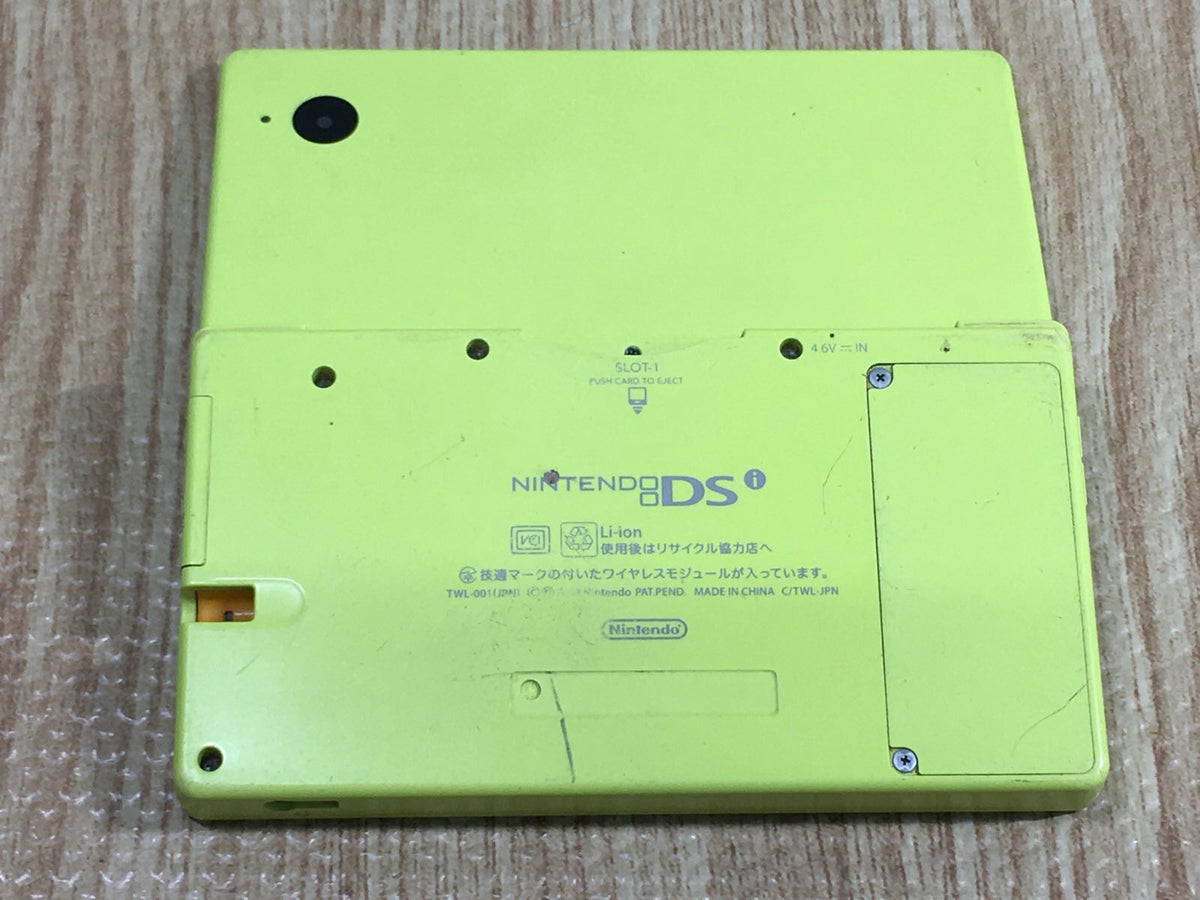 4.6V⎓IN
SLOT-1
PUSH CARD TO EJECT
NINTENDO DSi
VCI
Li-ion
使用後はリサイクル協力店へ
技適マークの付いたワイヤレスモジュールが入っています。
TWL-001(JPN) © Nintendo PAT.PEND. MADE IN CHINA C/TWL-JPN
Nintendo